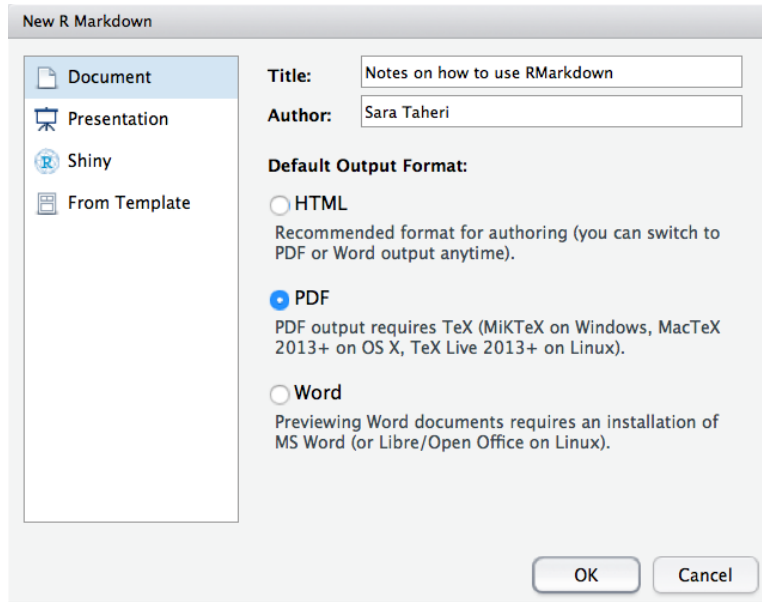 New R Markdown
Document
Presentation
Shiny
From Template
Title: Notes on how to use RMarkdown
Author: Sara Taheri
Default Output Format:
HTML
Recommended format for authoring (you can switch to
PDF or Word output anytime).
PDF
PDF output requires TeX (MiKTeX on Windows, MacTeX
2013+ on OS X, TeX Live 2013+ on Linux).
Word
Previewing Word documents requires an installation of
MS Word (or Libre/Open Office on Linux).
OK Cancel